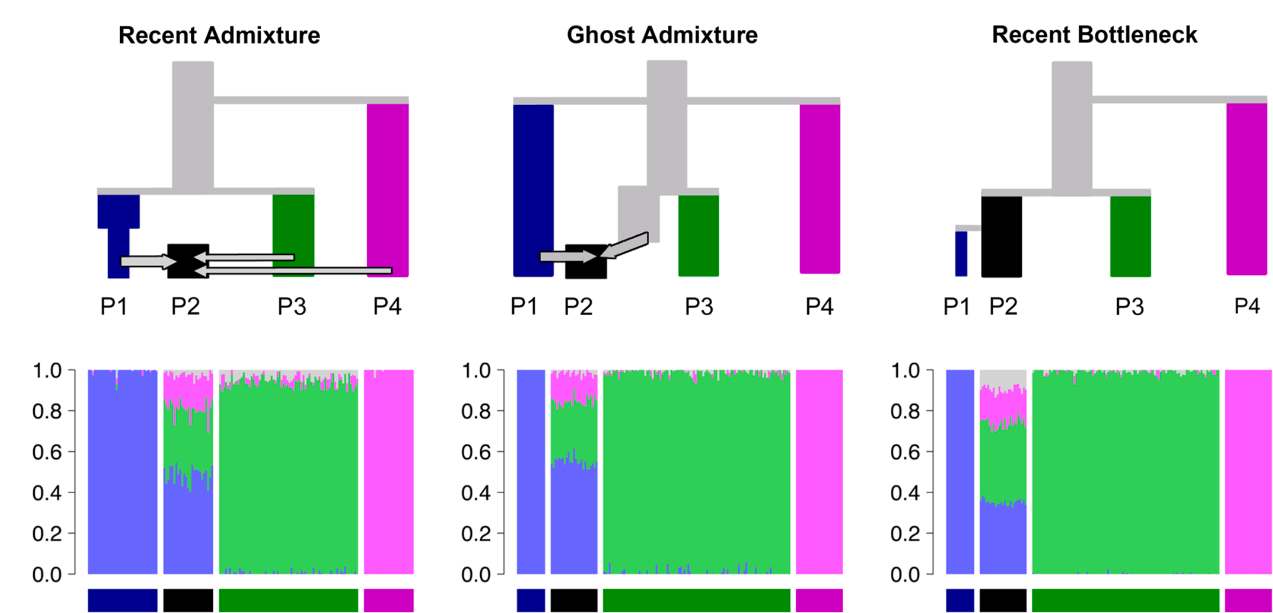 Recent Admixture Ghost Admixture Recent Bottleneck
P1 P2 P3 P4 P1 P2 P3 P4 P1 P2 P3 P4
1.0 1.0 1.0
0.8 0.8 0.8
0.6 0.6 0.6
0.4 0.4 0.4
0.2 0.2 0.2
0.0 0.0 0.0